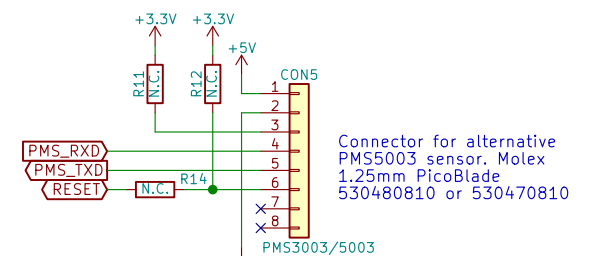 +3.3V
+3.3V
+5V
R11
N.C.
R12
N.C.
CON5
1
2
3
PMS_RXD
4
PMS_TXD
5
RESET
N.C.
R14
6
7
8
PMS3003/5003
Connector for alternative
PMS5003 sensor. Molex
1.25mm PicoBlade
530480810 or 530470810